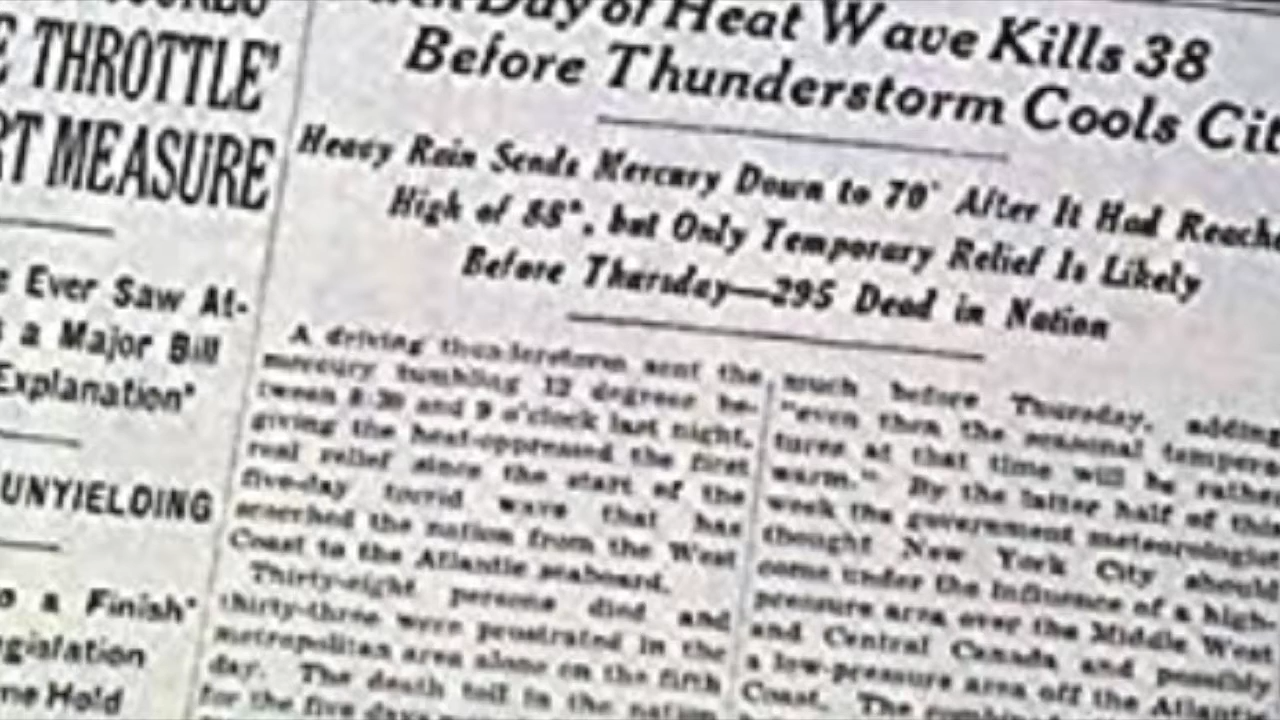 THROTTLE'
MEASURE
Ever Saw At-
a Major Bill
Explanation"
UNYIELDING
a Finish"
me Hold
Day of Heat Wave Kills 38
Before Thunderstorm Cools Cit
Heavy Rain Sends Mercury Down to 70° After It Had Reache
High of 88°, but Only Temporary Relief Is Likely
Before Thursday—295 Dead in Nation
A driving thunderstorm sent the
mercury tumbling 12 degrees be-
tween 8:30 and 9 o'clock last night,
giving the heat-oppressed the first
real relief since the start of the
five-day torrid wave that has
scorched the nation from the West
Coast to the Atlantic seaboard.
Thirty-eight persons died and
thirty-three were prostrated in the
metropolitan area alone on the fifth
day. The death toll in the nation
for the five days
much before Thursday, adding
"even then the seasonal tempera-
tures at that time will be rather
warm." By the latter half of this
week the government meteorologist
thought New York City should
come under the influence of a high-
pressure area over the Middle West
and Central Canada and possibly
a low-pressure area off the Atlantic
Coast. The